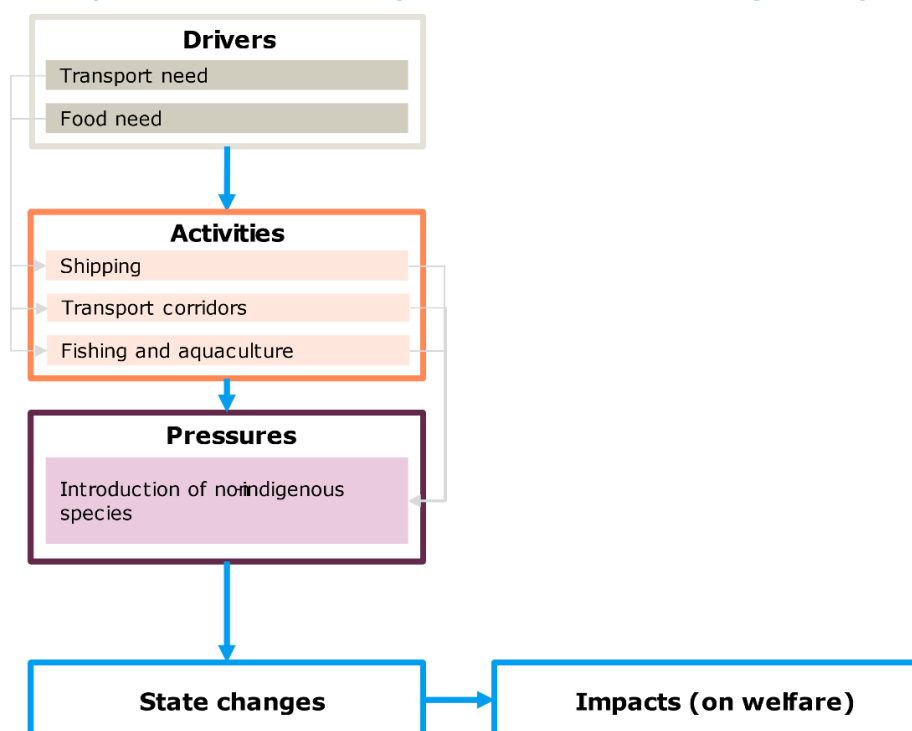 Drivers
Transport need
Food need
Activities
Shipping
Transport corridors
Fishing and aquaculture
Pressures
Introduction of non-indigenous
species
State changes
Impacts (on welfare)